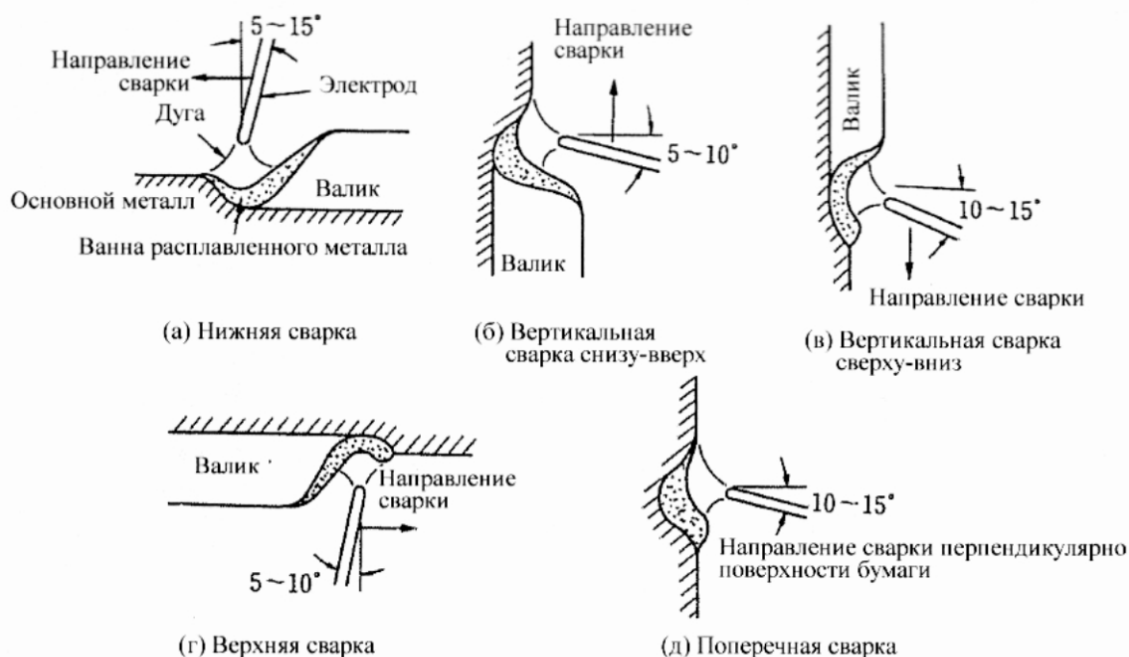 5~15°
Направление
сварки
Электрод
Дуга
Валик
Основной металл
Ванна расплавленного металла
(а) Нижняя сварка
Направление
сварки
5~10°
Валик
(б) Вертикальная
сварка снизу-вверх
Валик
10~15°
Направление сварки
(в) Вертикальная сварка
сверху-вниз
Валик
Направление
сварки
5~10°
(г) Верхняя сварка
10~15°
Направление сварки перпендикулярно
поверхности бумаги
(д) Поперечная сварка